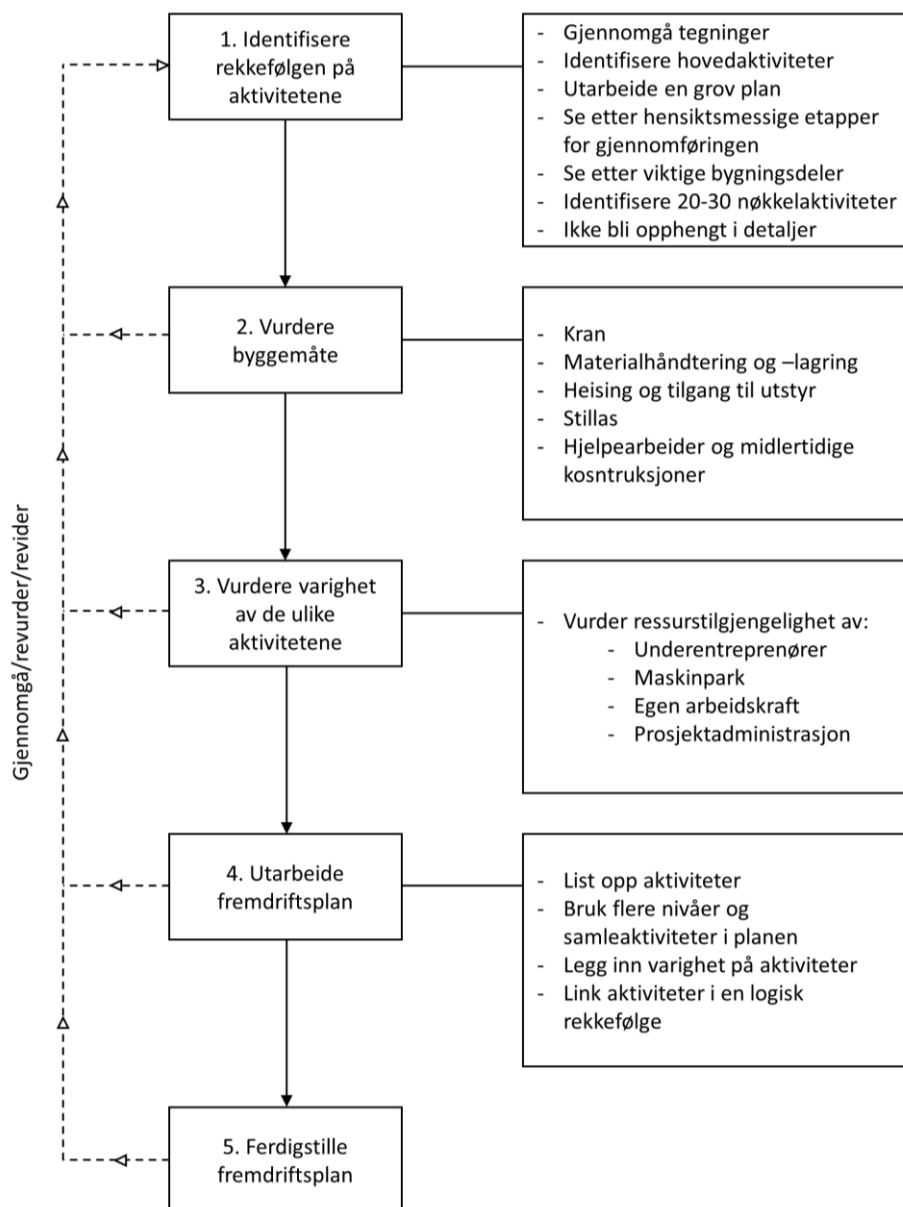 1. Identifisere
rekkefølgen på
aktivitetene
- Gjennomgå tegninger
- Identifisere hovedaktiviteter
- Utarbeide en grov plan
- Se etter hensiktsmessige etapper
for gjennomføringen
- Se etter viktige bygningsdeler
- Identifisere 20-30 nøkkelaktiviteter
- Ikke bli opphengt i detaljer
2. Vurdere
byggemåte
- Kran
- Materialhåndtering og –lagring
- Heising og tilgang til utstyr
- Stillas
- Hjelpearbeider og midlertidige
kosntruksjoner
Gjennomgå/revurder/revider
3. Vurdere varighet
av de ulike
aktivitetene
- Vurder ressurstilgjengelighet av:
- Underentreprenører
- Maskinpark
- Egen arbeidskraft
- Prosjektadministrasjon
4. Utarbeide
fremdriftsplan
- List opp aktiviteter
- Bruk flere nivåer og
samleaktiviteter i planen
- Legg inn varighet på aktiviteter
- Link aktiviteter i en logisk
rekkefølge
5. Ferdigstille
fremdriftsplan